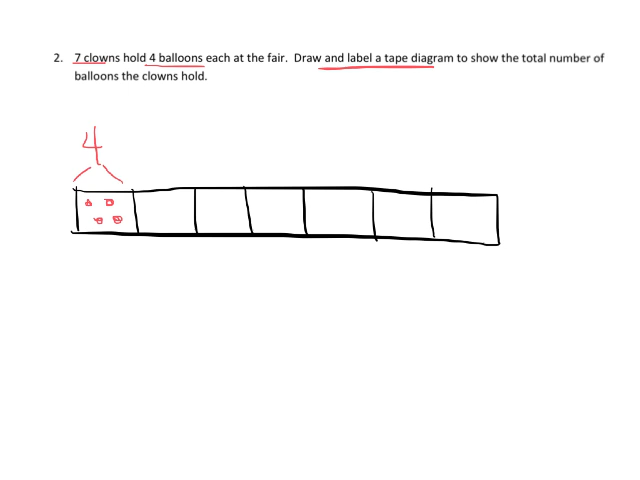 2. 7 clowns hold 4 balloons each at the fair. Draw and label a tape diagram to show the total number of
balloons the clowns hold.
4